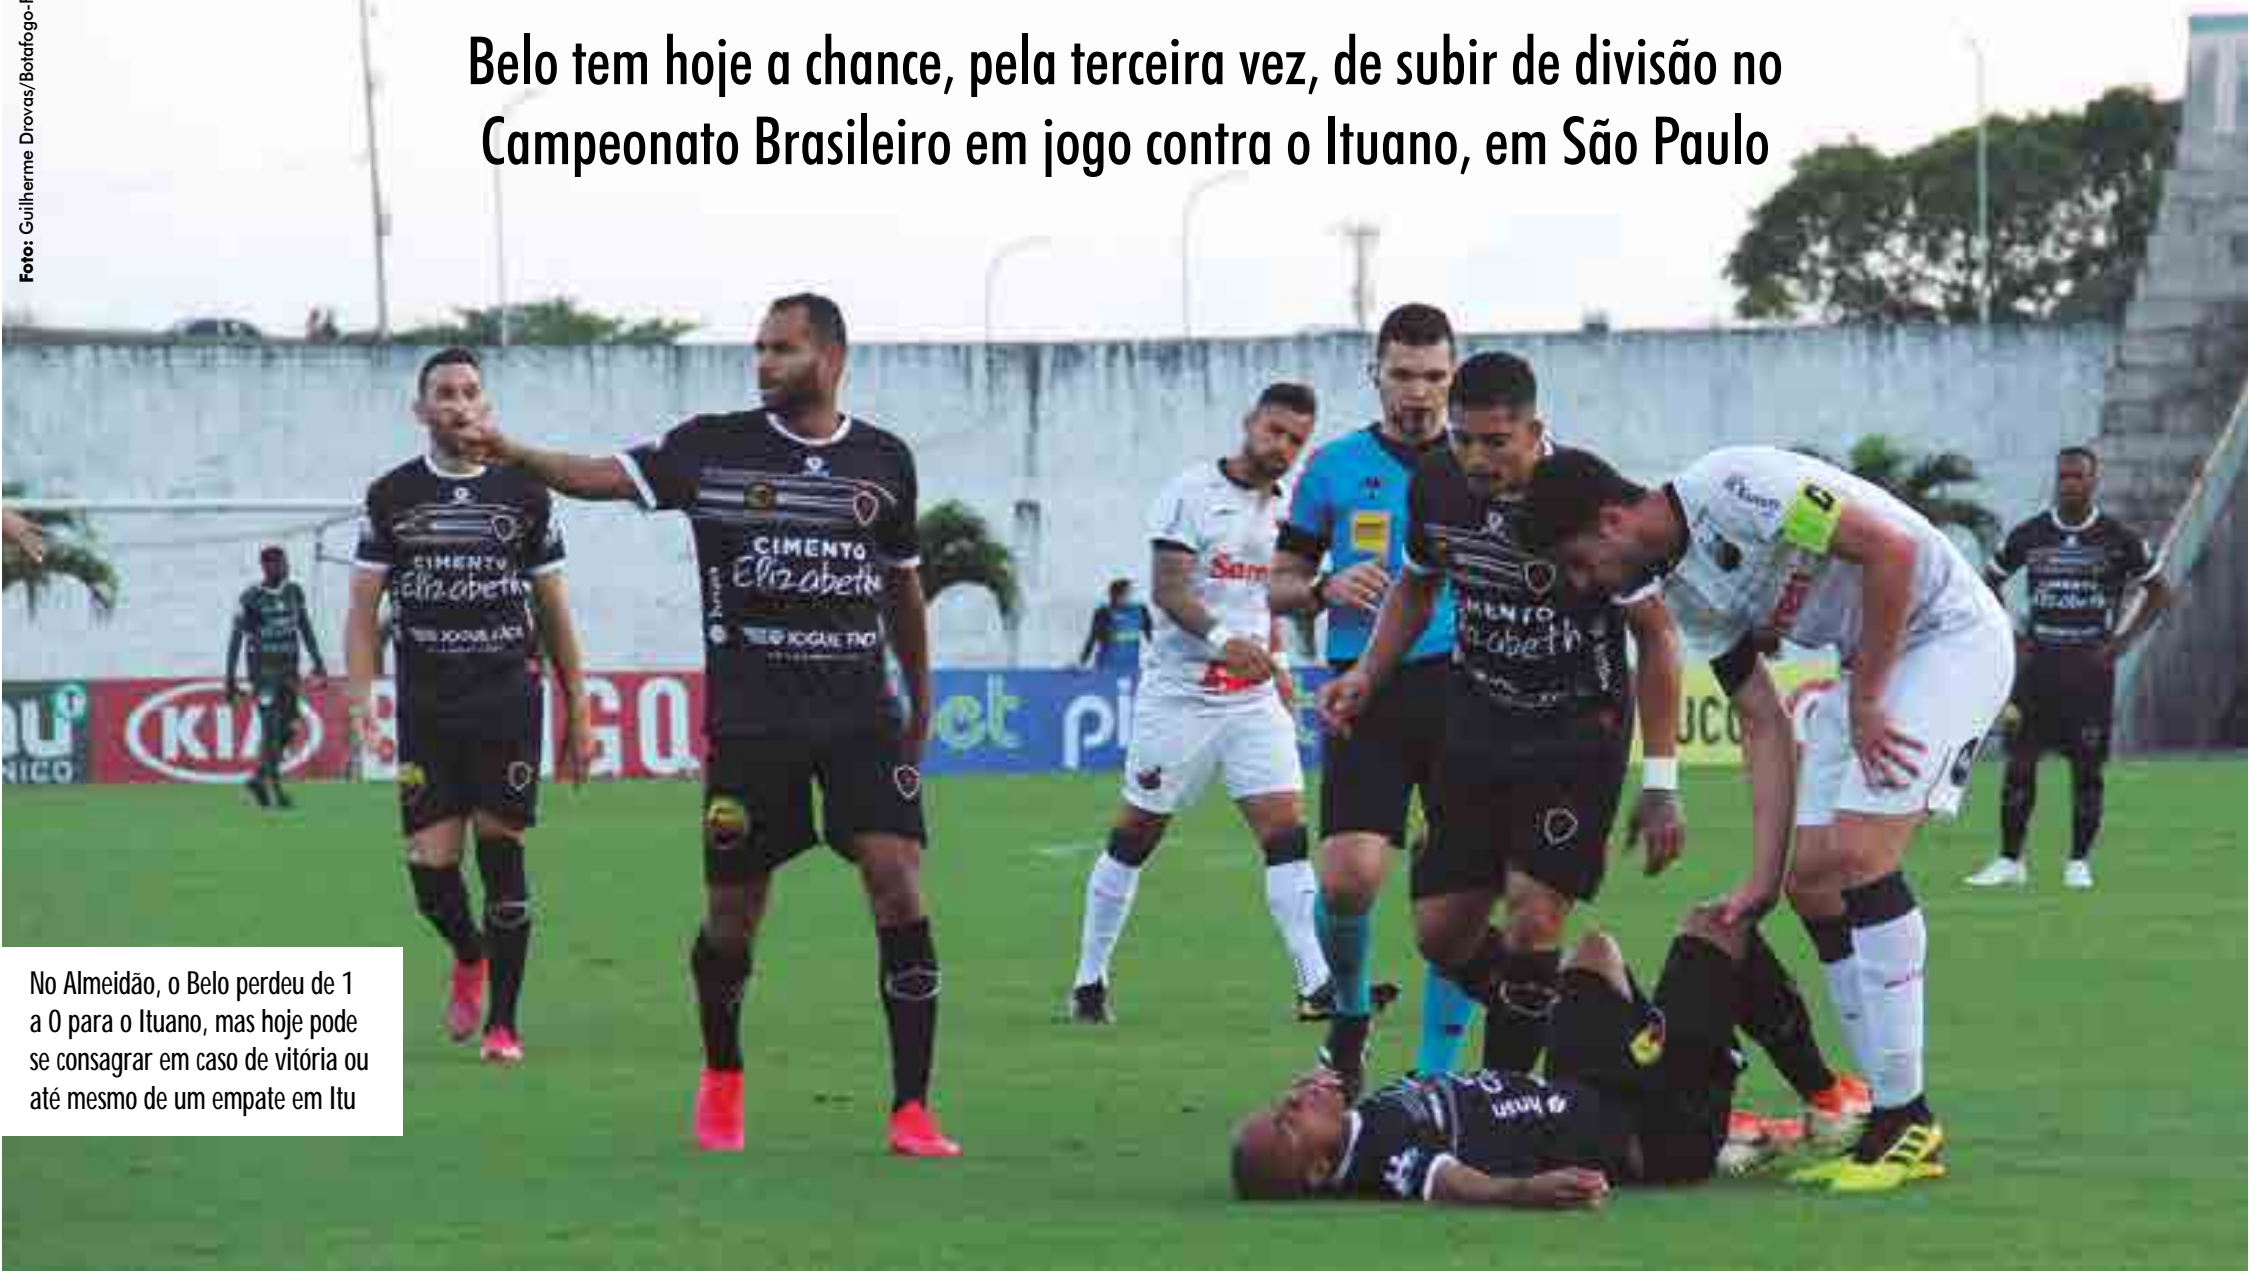 Foto: Guilherme Drovas/Botafogo-
Belo tem hoje a chance, pela terceira vez, de subir de divisão no
Campeonato Brasileiro em jogo contra o Ituano, em São Paulo
CIMENTO
Elizabeth
CIMENTO
Elizabeth
KIA
C
No Almeidão, o Belo perdeu de 1
a 0 para o Ituano, mas hoje pode
se consagrar em caso de vitória ou
até mesmo de um empate em Itu